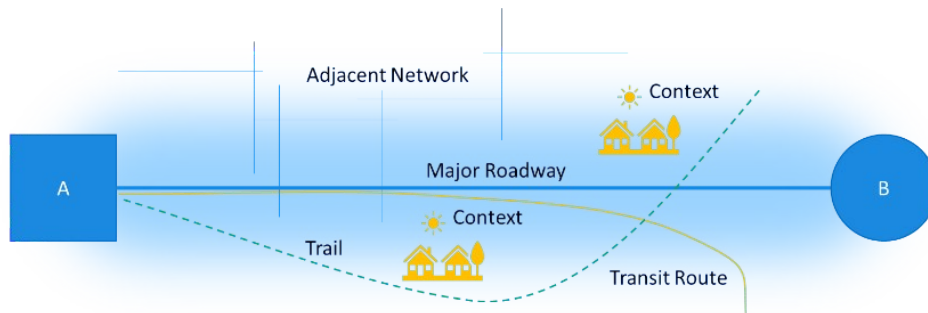 Adjacent Network
Context
Major Roadway
A
B
Context
Trail
Transit Route